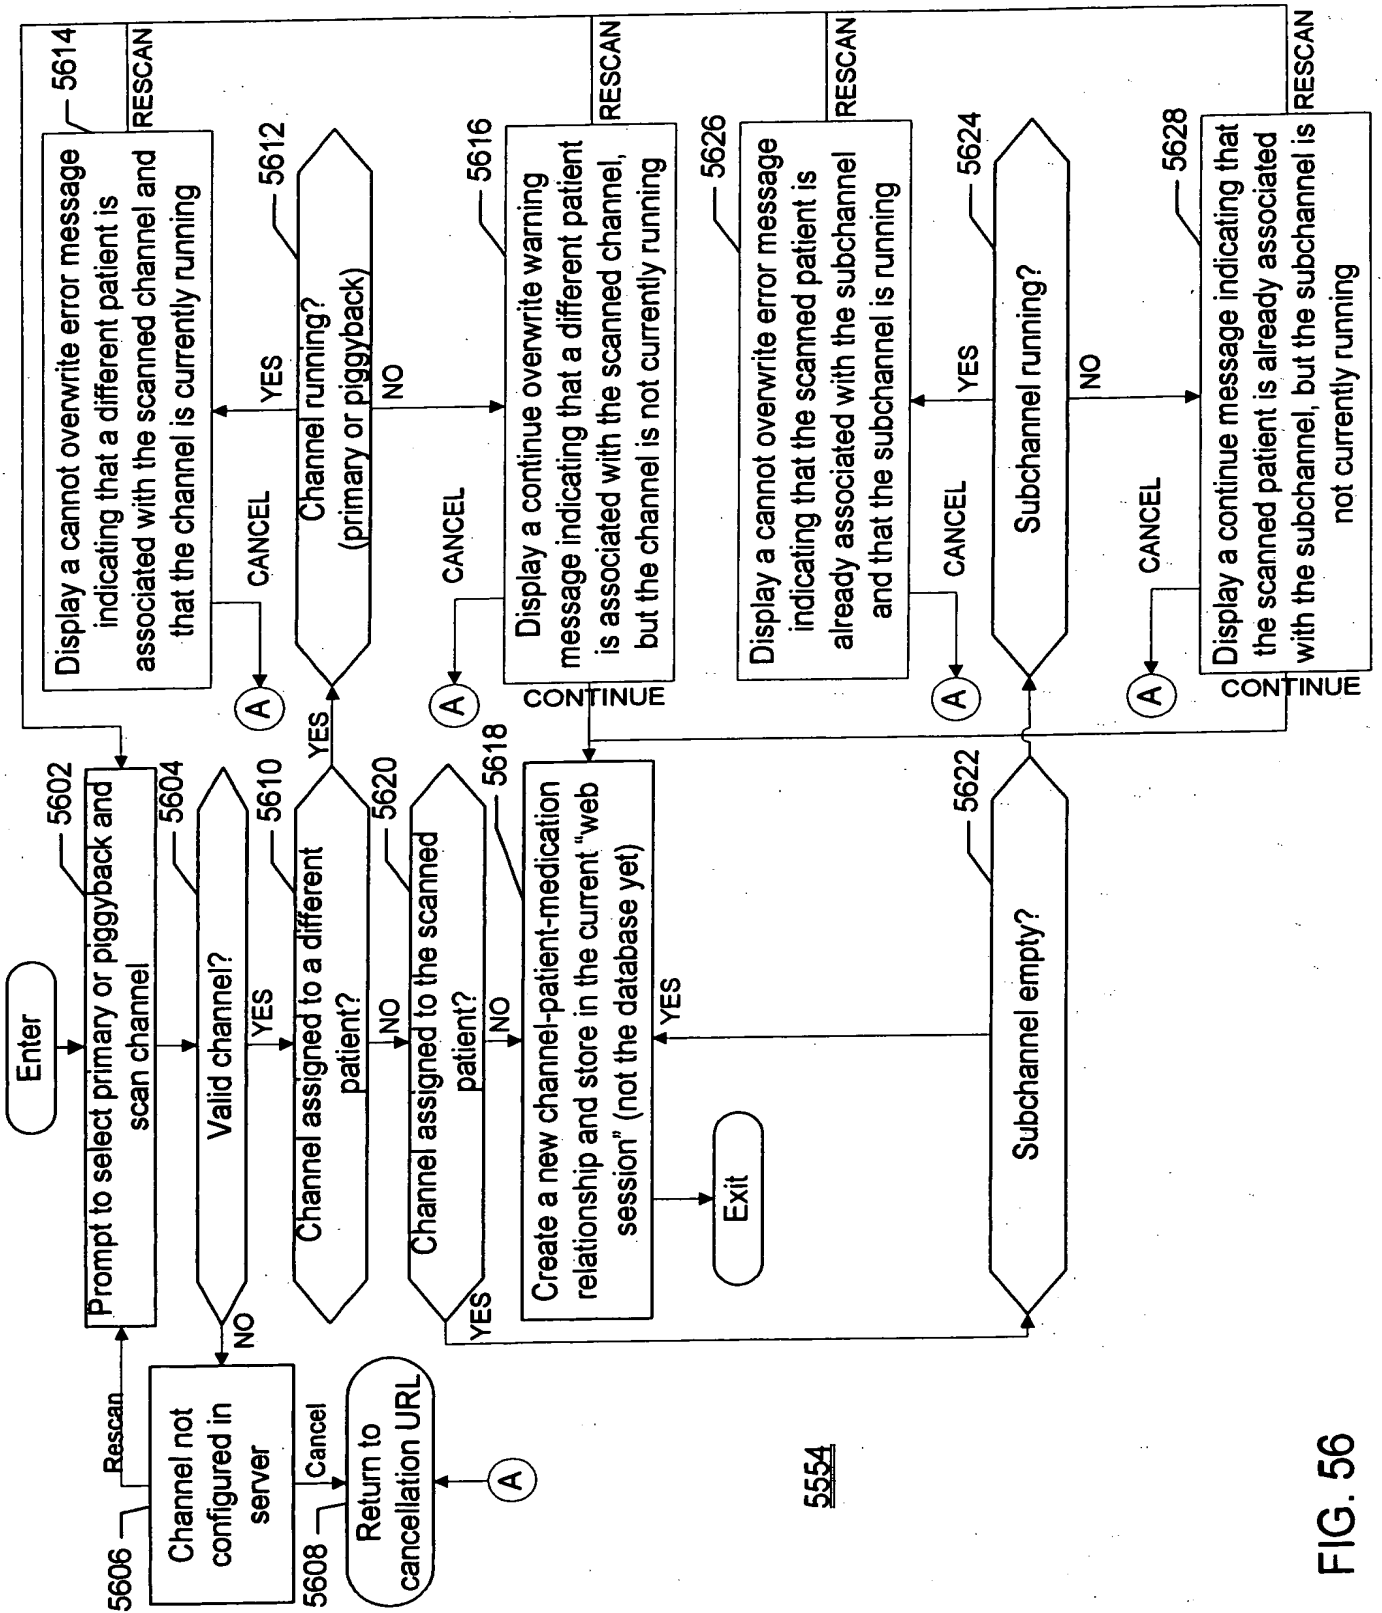 Enter
5602
Prompt to select primary or piggyback and
scan channel
5604
Valid channel?
NO
YES
5606
Channel not
configured in
server
Rescan
Cancel
5608
Return to
cancellation URL
A
5610
Channel assigned to a different
patient?
YES
NO
5620
Channel assigned to the scanned
patient?
YES
NO
5618
Create a new channel-patient-medication
relationship and store in the current “web
session” (not the database yet)
YES
Exit
5622
Subchannel empty?
5614
Display a cannot overwrite error message
indicating that a different patient is
associated with the scanned channel and
that the channel is currently running
RESCAN
CANCEL
A
YES
5612
Channel running?
(primary or piggyback)
NO
CANCEL
A
5616
Display a continue overwrite warning
message indicating that a different patient
is associated with the scanned channel,
but the channel is not currently running
RESCAN
CONTINUE
5626
Display a cannot overwrite error message
indicating that the scanned patient is
already associated with the subchannel
and that the subchannel is running
RESCAN
CANCEL
A
YES
5624
Subchannel running?
NO
CANCEL
A
5628
Display a continue message indicating that
the scanned patient is already associated
with the subchannel, but the subchannel is
not currently running
RESCAN
CONTINUE
5554
FIG. 56